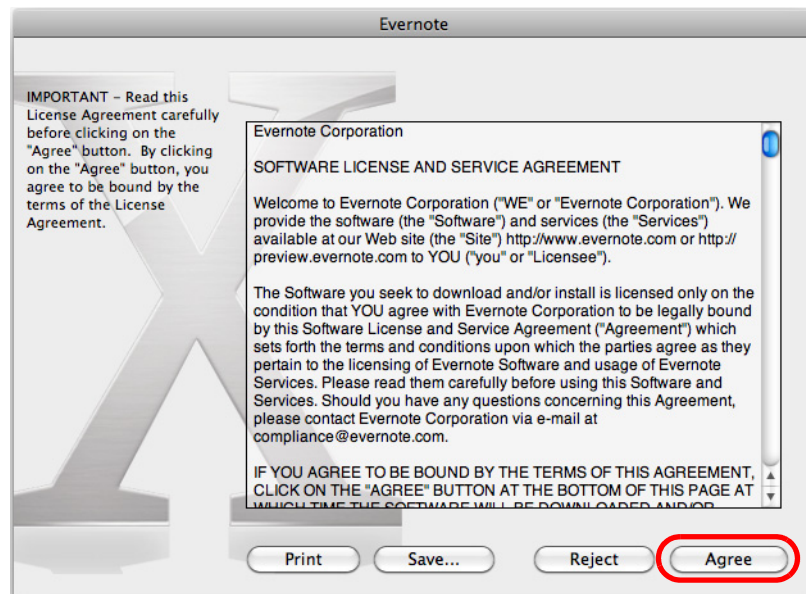 Evernote
IMPORTANT – Read this
License Agreement carefully
before clicking on the
"Agree" button. By clicking
on the "Agree" button, you
agree to be bound by the
terms of the License
Agreement.
Evernote Corporation
SOFTWARE LICENSE AND SERVICE AGREEMENT
Welcome to Evernote Corporation ("WE" or "Evernote Corporation"). We
provide the software (the "Software") and services (the "Services")
available at our Web site (the "Site") http://www.evernote.com or http://
preview.evernote.com to YOU ("you" or "Licensee").
The Software you seek to download and/or install is licensed only on the
condition that YOU agree with Evernote Corporation to be legally bound
by this Software License and Service Agreement ("Agreement") which
sets forth the terms and conditions upon which the parties agree as they
pertain to the licensing of Evernote Software and usage of Evernote
Services. Please read them carefully before using this Software and
Services. Should you have any questions concerning this Agreement,
please contact Evernote Corporation via e-mail at
compliance@evernote.com.
IF YOU AGREE TO BE BOUND BY THE TERMS OF THIS AGREEMENT,
CLICK ON THE "AGREE" BUTTON AT THE BOTTOM OF THIS PAGE AT
WHICH TIME THE SOFTWARE WILL BE DOWNLOADED AND/OR
Print
Save...
Reject
Agree